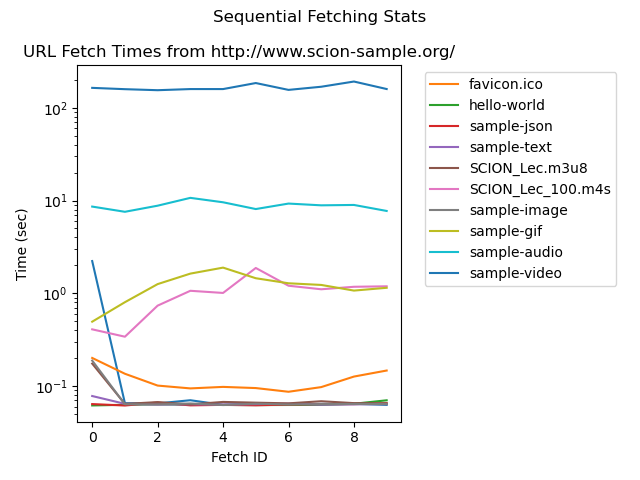 Sequential Fetching Stats
URL Fetch Times from http://www.scion-sample.org/
Time (sec)
10²
10¹
10⁰
10⁻¹
0 2 4 6 8
Fetch ID
favicon.ico
hello-world
sample-json
sample-text
SCION_Lec.m3u8
SCION_Lec_100.m4s
sample-image
sample-gif
sample-audio
sample-video